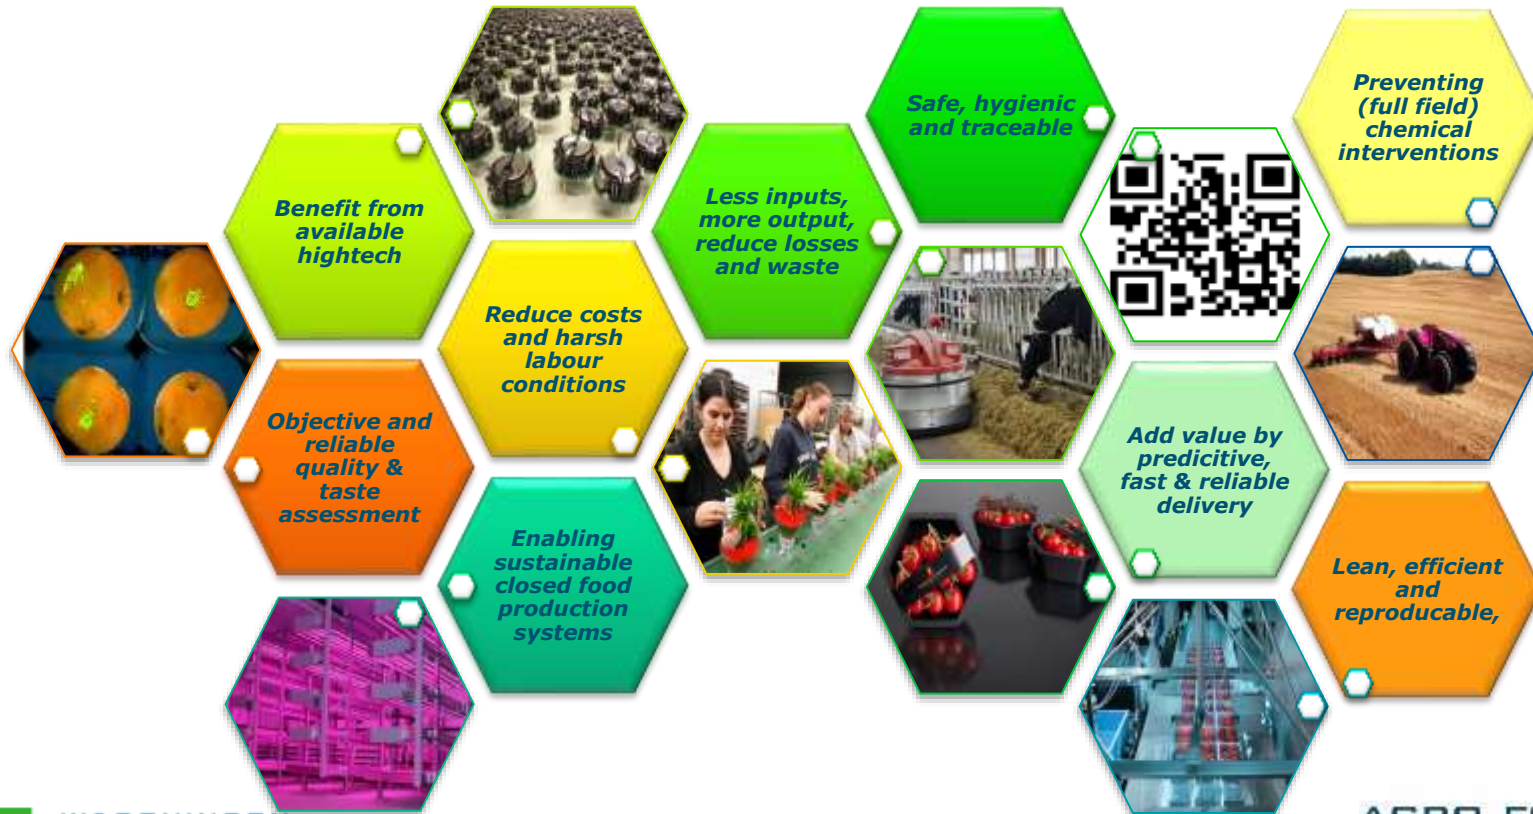 Benefit from
available
hightech
Objective and
reliable
quality &
taste
assessment
Reduce costs
and harsh
labour
conditions
Enabling
sustainable
closed food
production
systems
Less inputs,
more output,
reduce losses
and waste
Safe, hygienic
and traceable
Add value by
predicitive,
fast & reliable
delivery
Preventing
(full field)
chemical
interventions
Lean, efficient
and
reproducable,